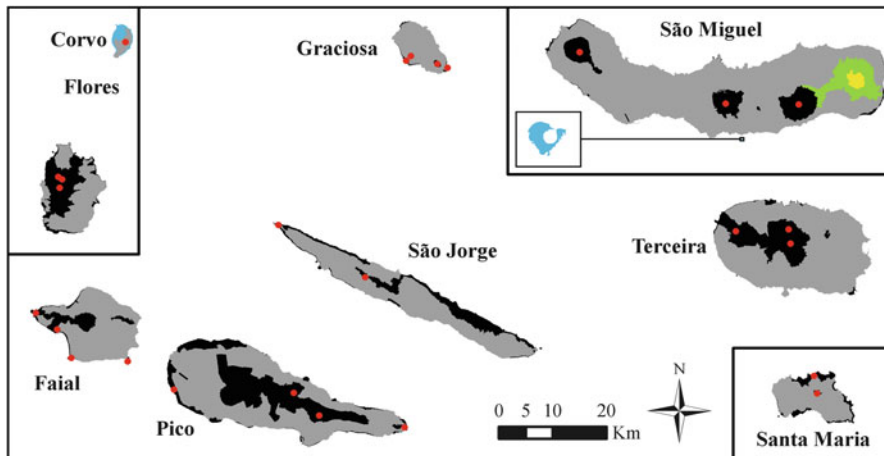 Corvo
Flores
Graciosa
São Miguel
São Jorge
Terceira
Faial
Pico
N
0 5 10 20
Km
Santa Maria